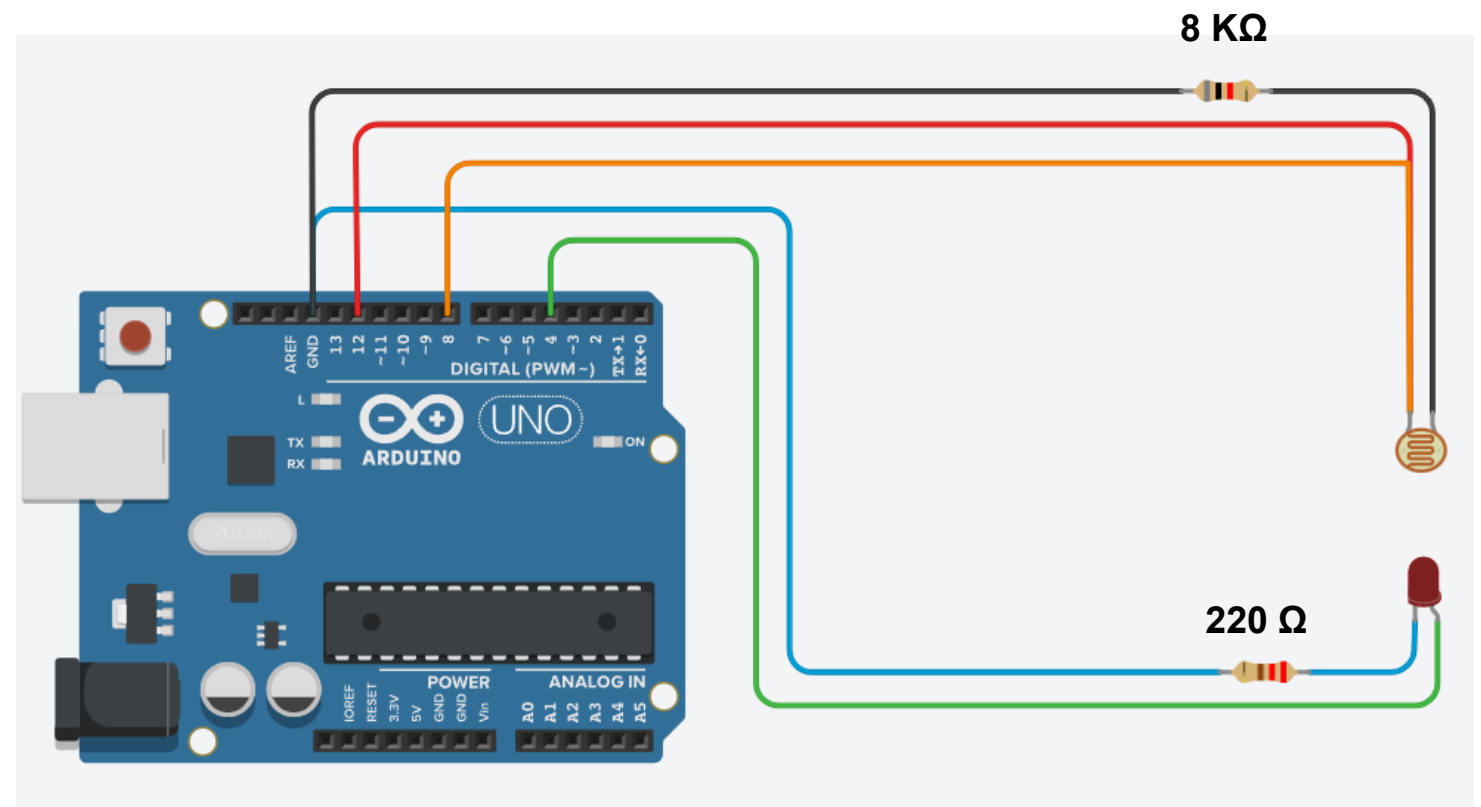 8 KΩ
AREF
GND
13
12
~11
~10
~9
8
7
~6
~5
4
~3
2
TX→1
RX←0
DIGITAL (PWM~)
L
TX
RX
UNO
ON
ARDUINO
SPK16.000G
220 Ω
POWER
ANALOG IN
IOREF
RESET
3.3V
5V
GND
GND
Vin
A0
A1
A2
A3
A4
A5